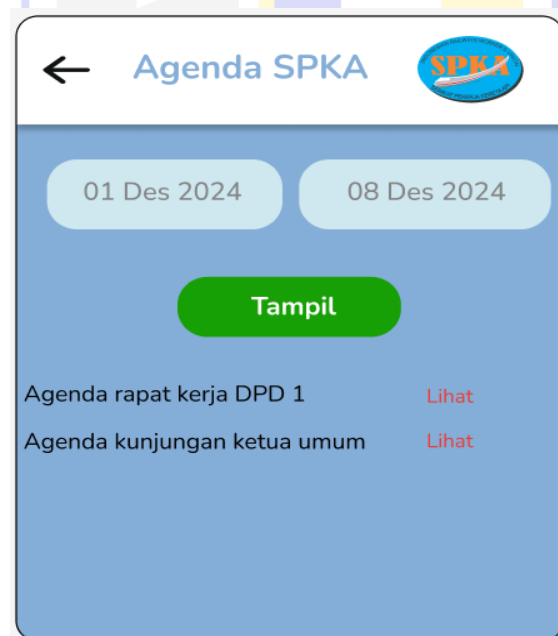 Agenda SPKA
SPKA
01 Des 2024
08 Des 2024
Tampil
Agenda rapat kerja DPD 1
Lihat
Agenda kunjungan ketua umum
Lihat